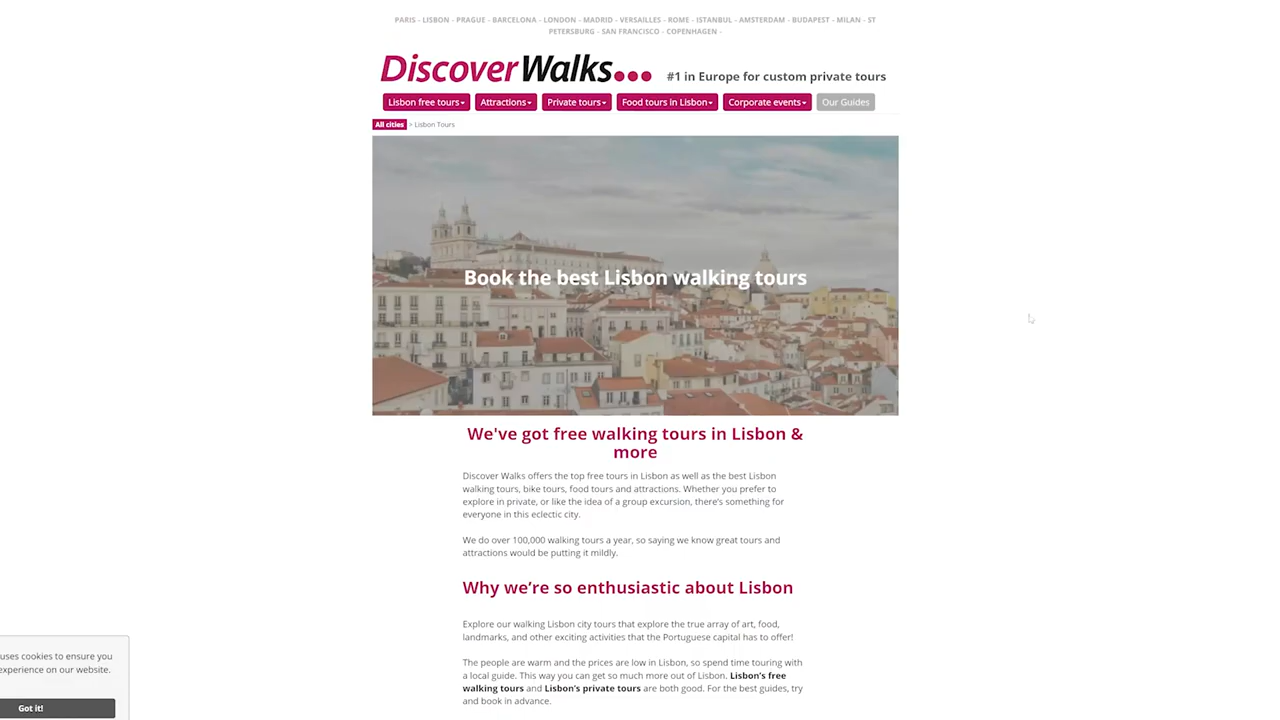 PARIS - LISBON - PRAGUE - BARCELONA - LONDON - MADRID - VERSAILLES - ROME - ISTANBUL - AMSTERDAM - BUDAPEST - MILAN - ST
PETERSBURG - SAN FRANCISCO - COPENHAGEN -
DiscoverWalks... #1 in Europe for custom private tours
Lisbon free tours Attractions Private tours Food tours in Lisbon Corporate events Our Guides
All cities > Lisbon Tours
Book the best Lisbon walking tours
We've got free walking tours in Lisbon &
more
Discover Walks offers the top free tours in Lisbon as well as the best Lisbon
walking tours, bike tours, food tours and attractions. Whether you prefer to
explore in private, or like the idea of a group excursion, there's something for
everyone in this eclectic city.
We do over 100,000 walking tours a year, so saying we know great tours and
attractions would be putting it mildly.
Why we're so enthusiastic about Lisbon
Explore our walking Lisbon city tours that explore the true array of art, food,
landmarks, and other exciting activities that the Portuguese capital has to offer!
The people are warm and the prices are low in Lisbon, so spend time touring with
a local guide. This way you can get so much more out of Lisbon. Lisbon's free
walking tours and Lisbon's private tours are both good. For the best guides, try
and book in advance.
uses cookies to ensure you
experience on our website.
Got it!